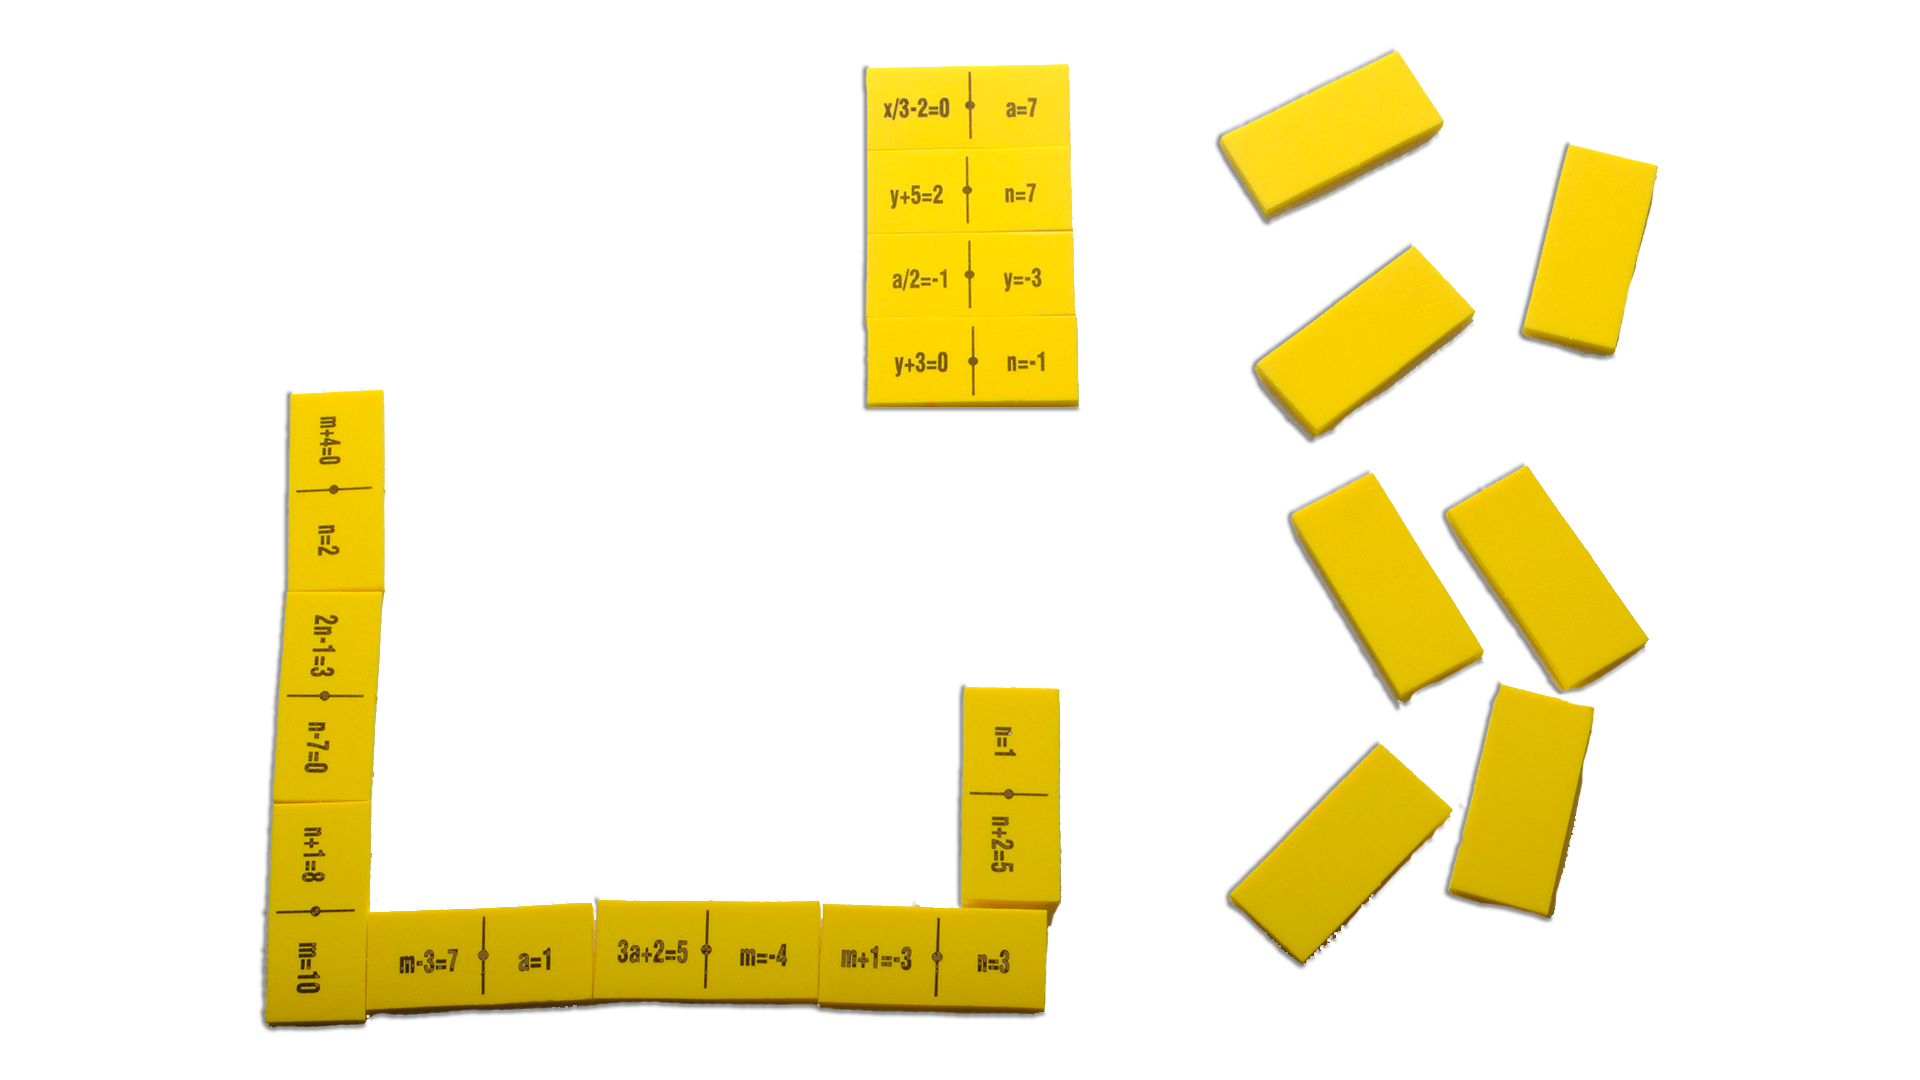 x/3-2=0 a=7
y+5=2 n=7
a/2=-1 y=-3
y+3=0 n=-1
m+4=0
n=2
2n-1=3
n-7=0
n+1=8
m=10
m-3=7 a=1
3a+2=5 m=-4
m+1=-3 n=3
n=1
n+2=5